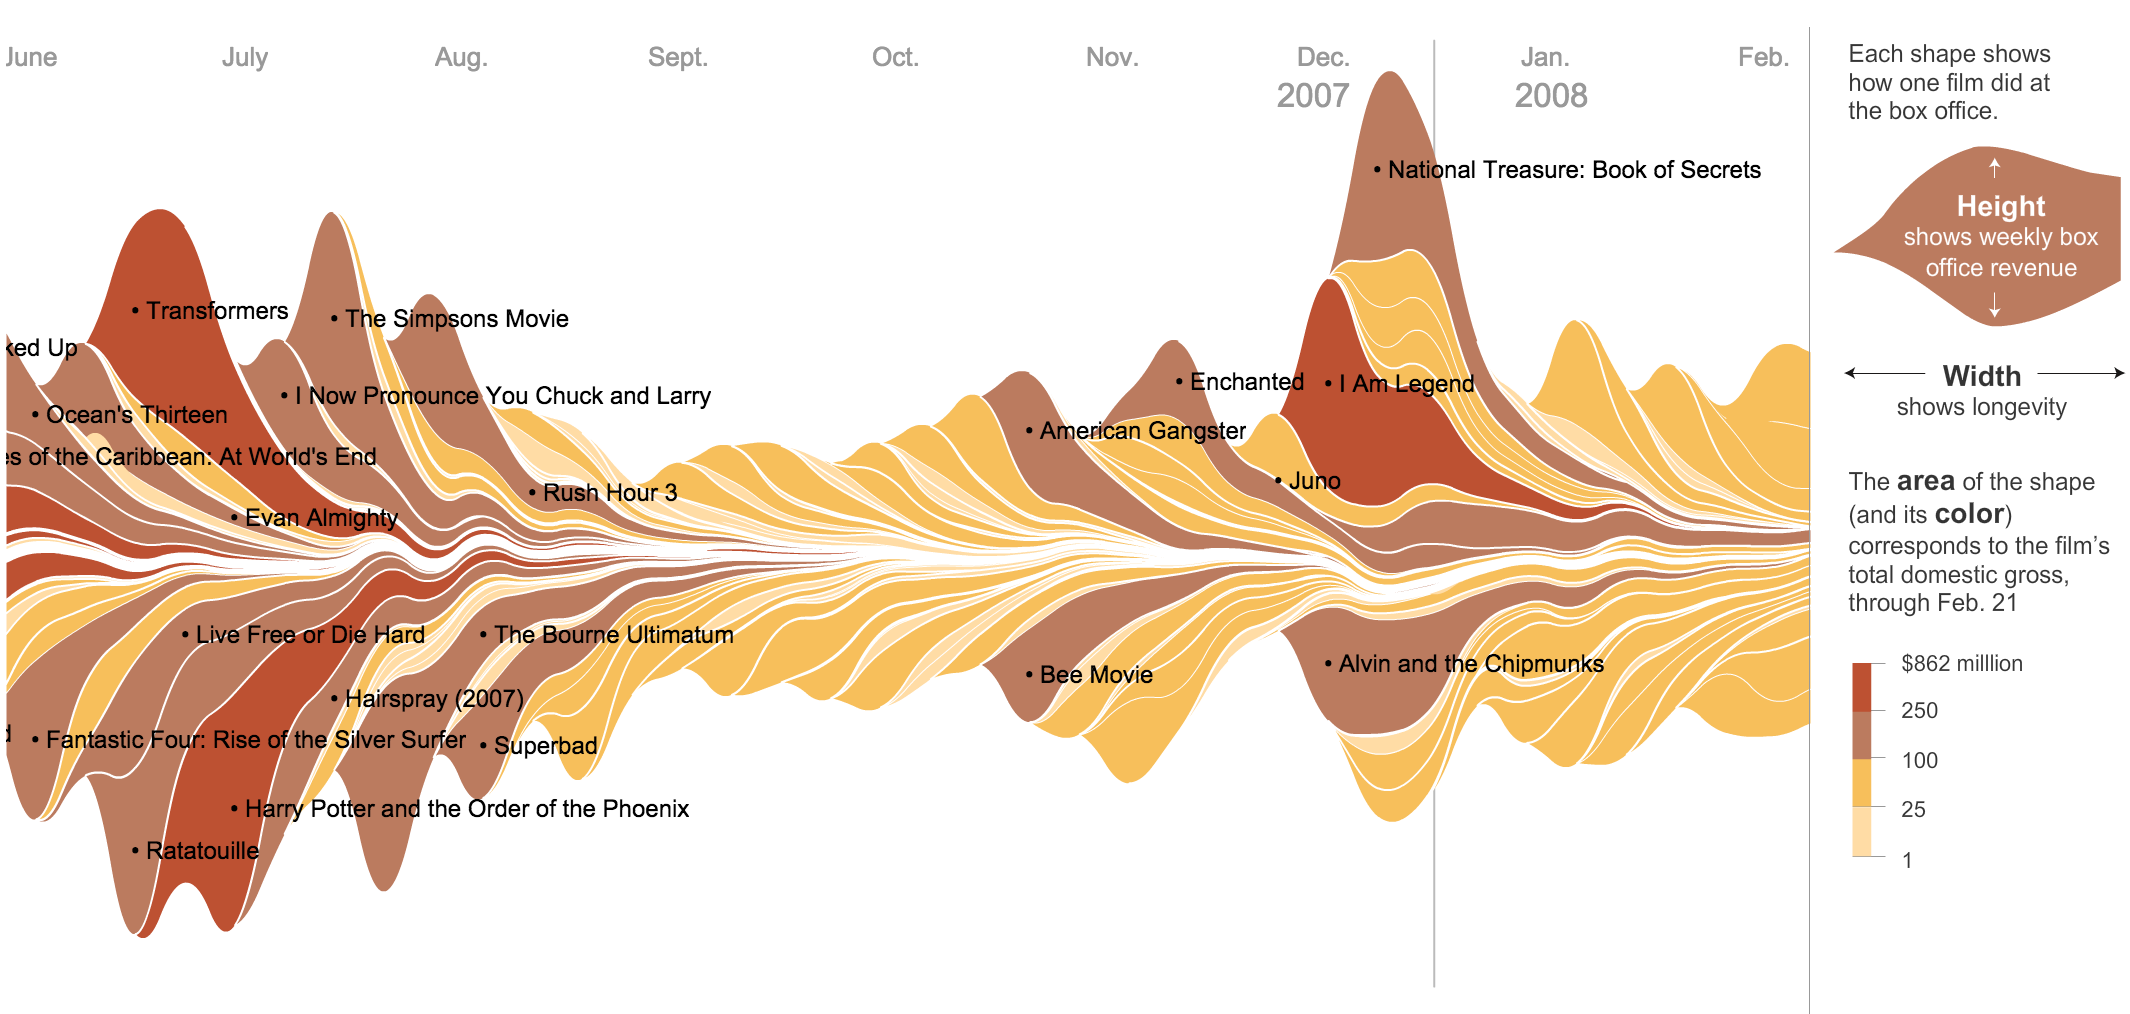 June
July
Aug.
Sept.
Oct.
Nov.
Dec.
2007
Jan.
2008
Feb.
National Treasure: Book of Secrets
Transformers
The Simpsons Movie
ked Up
I Now Pronounce You Chuck and Larry
Enchanted
I Am Legend
Ocean's Thirteen
American Gangster
es of the Caribbean: At World's End
Juno
Rush Hour 3
Evan Almighty
Live Free or Die Hard
The Bourne Ultimatum
Alvin and the Chipmunks
Bee Movie
Hairspray (2007)
d
Fantastic Four: Rise of the Silver Surfer
Superbad
Harry Potter and the Order of the Phoenix
Ratatouille
Each shape shows
how one film did at
the box office.
Height
shows weekly box
office revenue
Width
shows longevity
The area of the shape
(and its color)
corresponds to the film’s
total domestic gross,
through Feb. 21
$862 milllion
250
100
25
1